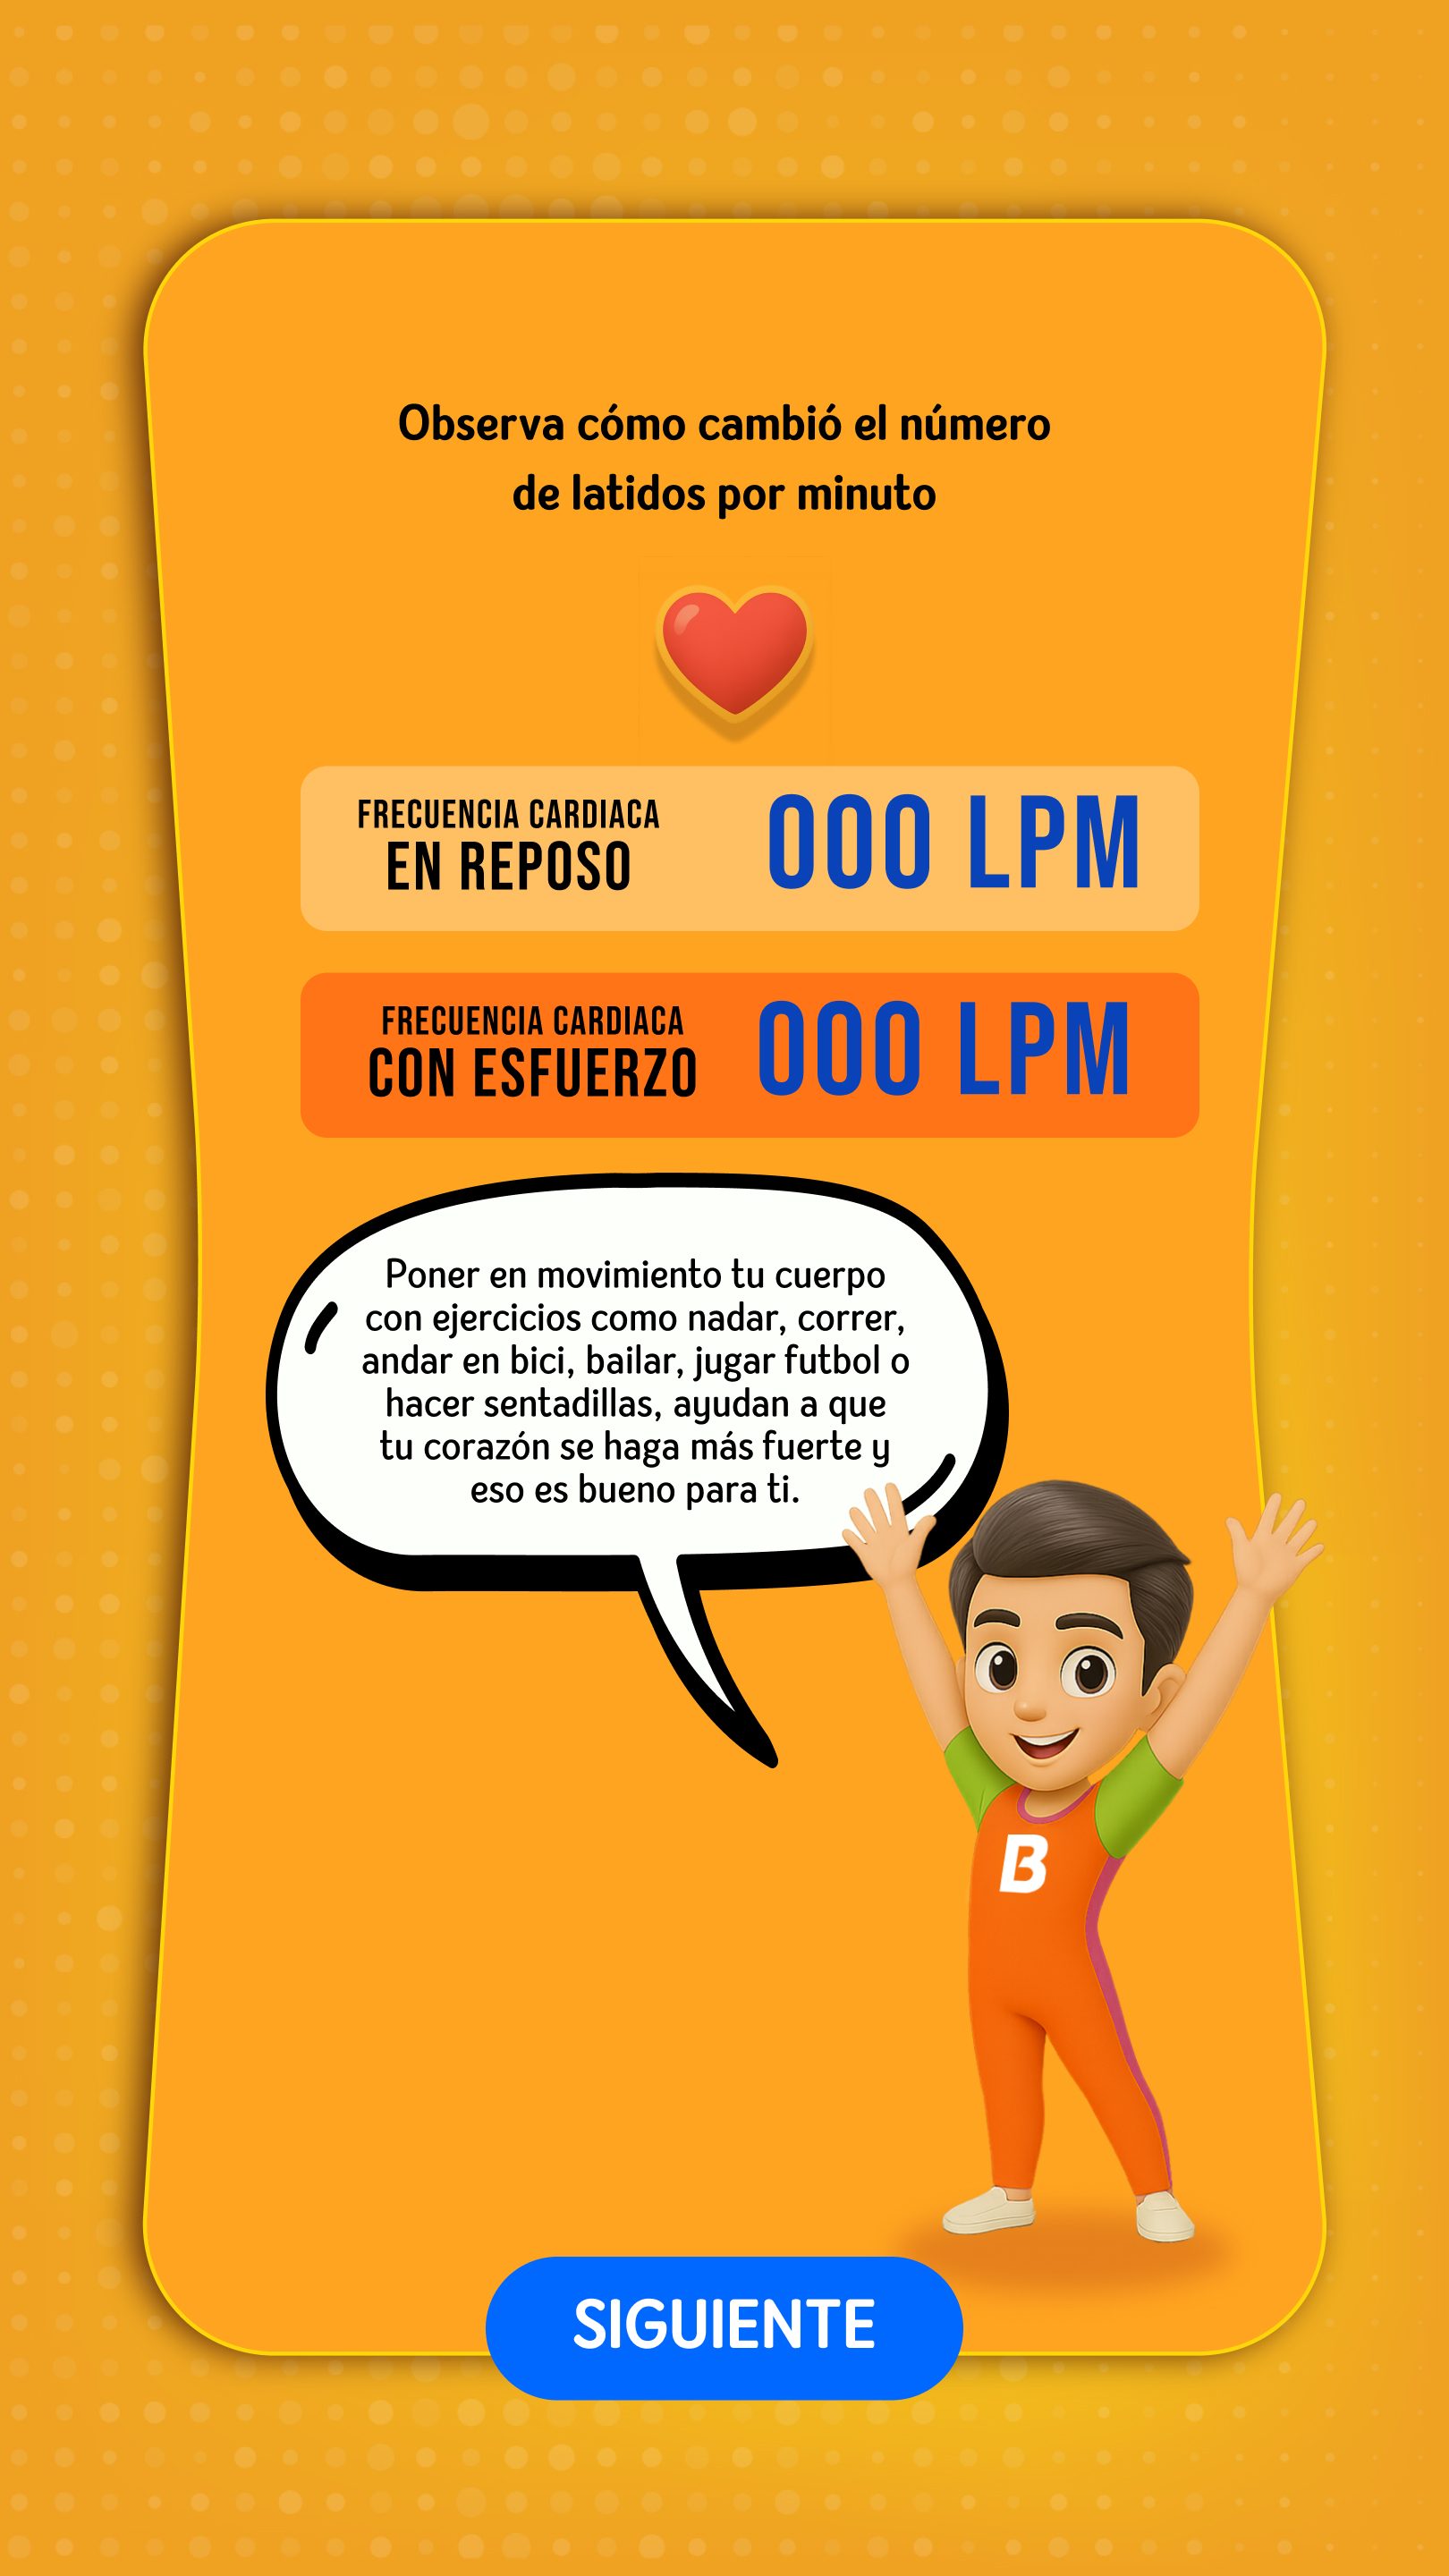 Observa cómo cambió el número
de latidos por minuto
FRECUENCIA CARDIACA
EN REPOSO
000 LPM
FRECUENCIA CARDIACA
CON ESFUERZO
000 LPM
Poner en movimiento tu cuerpo
con ejercicios como nadar, correr,
andar en bici, bailar, jugar futbol o
hacer sentadillas, ayudan a que
tu corazón se haga más fuerte y
eso es bueno para ti.
B
SIGUIENTE